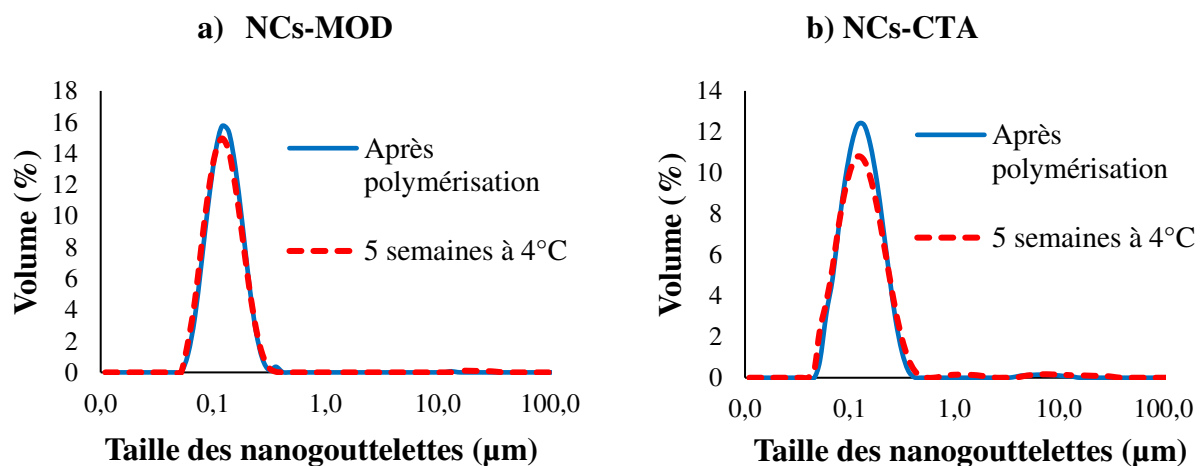 a) NCs-MOD
18
16
14
12
10
8
6
4
2
0
Volume (%)
Après
polymérisation
5 semaines à 4°C
0,0 0,1 1,0 10,0 100,0
Taille des nanogouttelettes (µm)
b) NCs-CTA
14
12
10
8
6
4
2
0
Volume (%)
Après
polymérisation
5 semaines à 4°C
0,0 0,1 1,0 10,0 100,0
Taille des nanogouttelettes (µm)